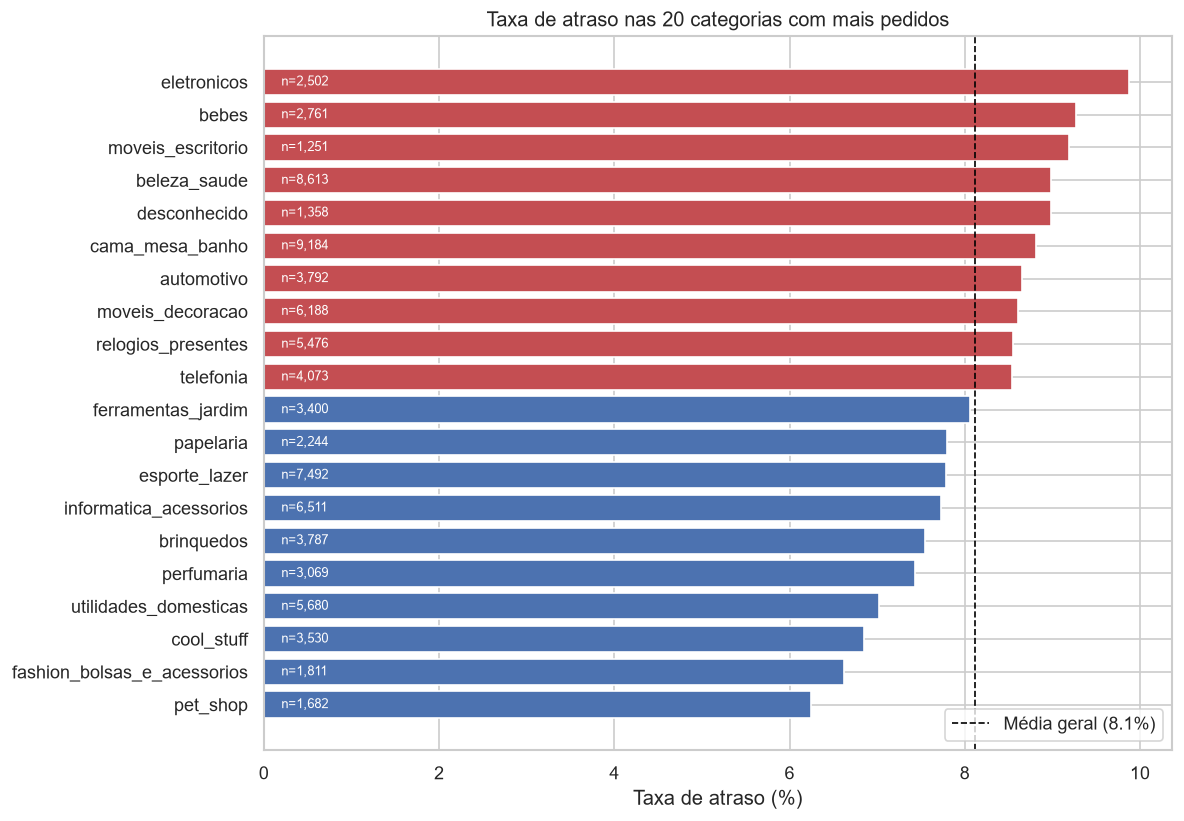 Taxa de atraso nas 20 categorias com mais pedidos
eletronicos n=2,502
bebes n=2,761
moveis_escritorio n=1,251
beleza_saude n=8,613
desconhecido n=1,358
cama_mesa_banho n=9,184
automotivo n=3,792
moveis_decoracao n=6,188
relogios_presentes n=5,476
telefonia n=4,073
ferramentas_jardim n=3,400
papelaria n=2,244
esporte_lazer n=7,492
informatica_acessorios n=6,511
brinquedos n=3,787
perfumaria n=3,069
utilidades_domesticas n=5,680
cool_stuff n=3,530
fashion_bolsas_e_acessorios n=1,811
pet_shop n=1,682
Média geral (8.1%)
0 2 4 6 8 10
Taxa de atraso (%)